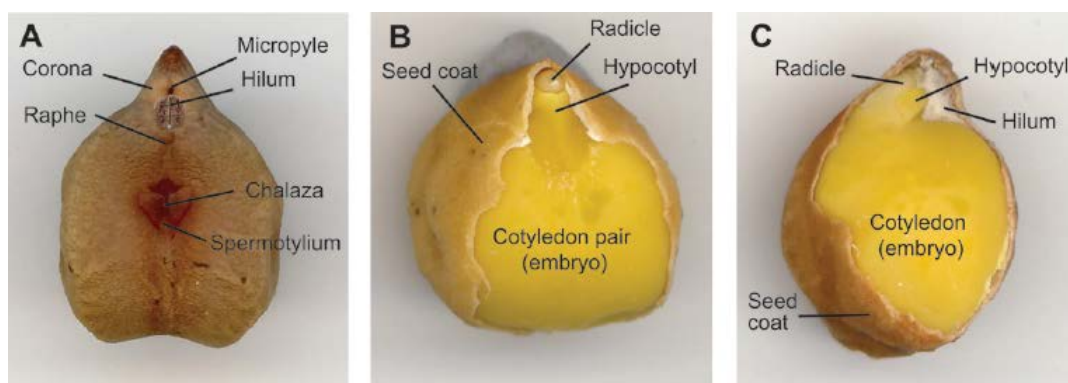 A
Micropyle
Corona
Hilum
Raphe
Chalaza
Spermotylium
B
Radicle
Seed coat
Hypocotyl
Cotyledon pair
(embryo)
C
Radicle
Hypocotyl
Hilum
Cotyledon
(embryo)
Seed
coat